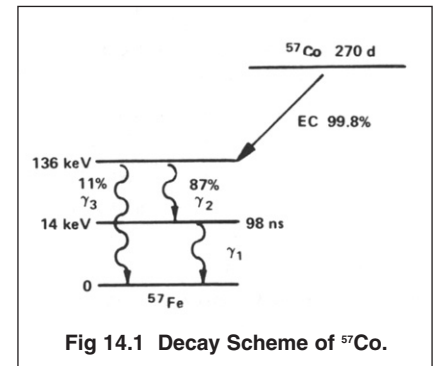 ⁵⁷Co 270 d
EC 99.8%
136 keV
11%
γ₃
87%
γ₂
14 keV
98 ns
γ₁
0
⁵⁷Fe
Fig 14.1 Decay Scheme of ⁵⁷Co.